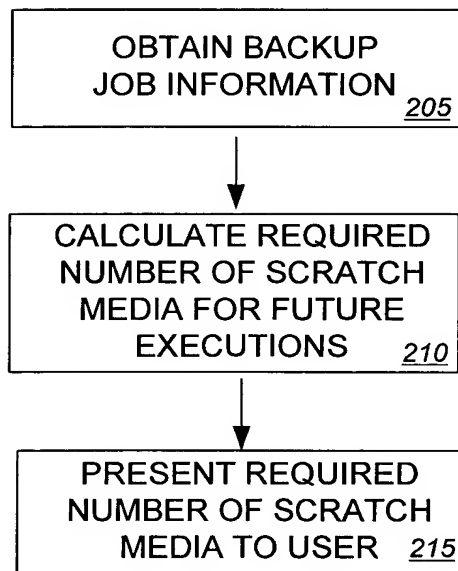 OBTAIN BACKUP
JOB INFORMATION
205
CALCULATE REQUIRED
NUMBER OF SCRATCH
MEDIA FOR FUTURE
EXECUTIONS
210
PRESENT REQUIRED
NUMBER OF SCRATCH
MEDIA TO USER
215